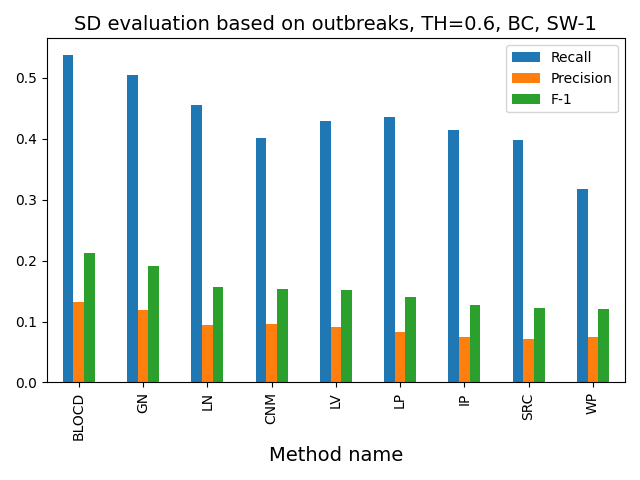 SD evaluation based on outbreaks, TH=0.6, BC, SW-1
Recall
Precision
F-1
0.5
0.4
0.3
0.2
0.1
0.0
BLOCD
GN
LN
CNM
LV
LP
IP
SRC
WP
Method name